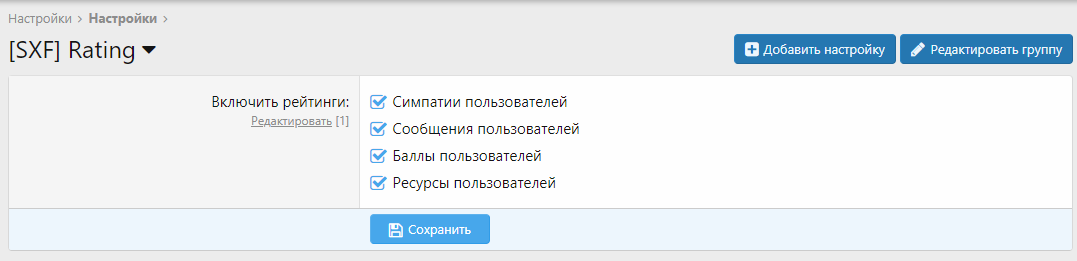 Настройки › Настройки ›
[SXF] Rating
Добавить настройку
Редактировать группу
Включить рейтинги:
Редактировать [1]
Симпатии пользователей
Сообщения пользователей
Баллы пользователей
Ресурсы пользователей
Сохранить